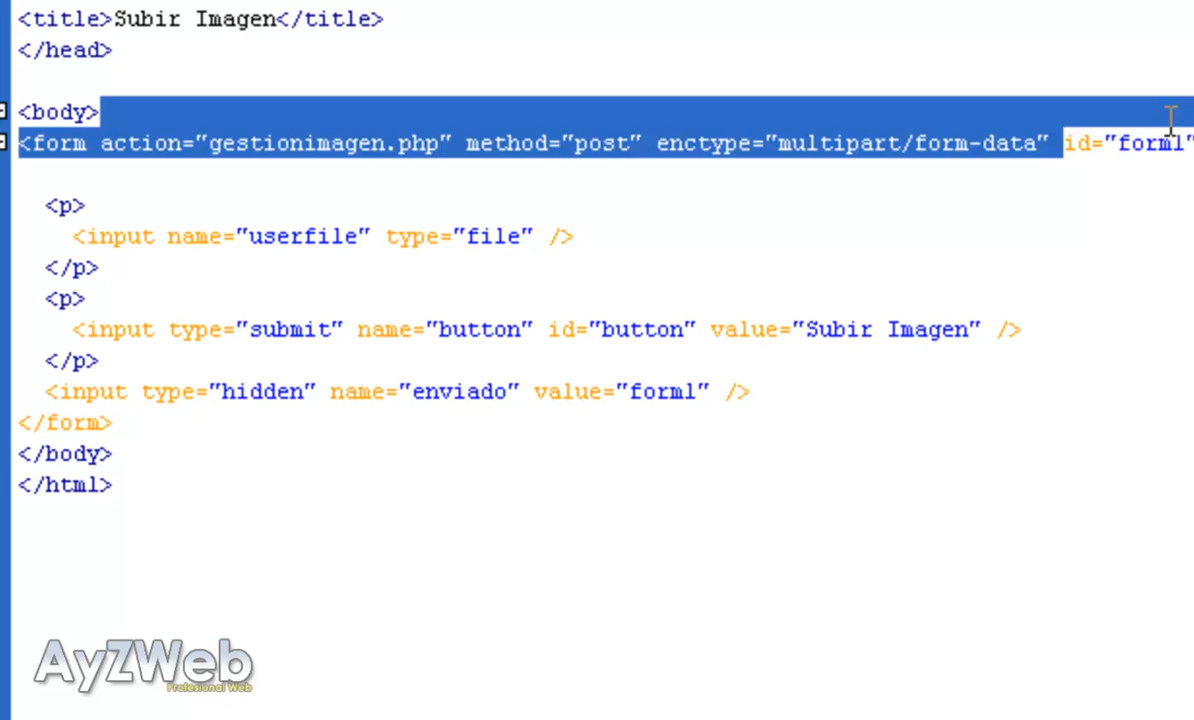 <title>Subir Imagen</title>
</head>
<body>
<form action="gestionimagen.php" method="post" enctype="multipart/form-data" id="form1"
<p>
<input name="userfile" type="file" />
</p>
<p>
<input type="submit" name="button" id="button" value="Subir Imagen" />
</p>
<input type="hidden" name="enviado" value="form1" />
</form>
</body>
</html>
AyZWeb
Profesional Web